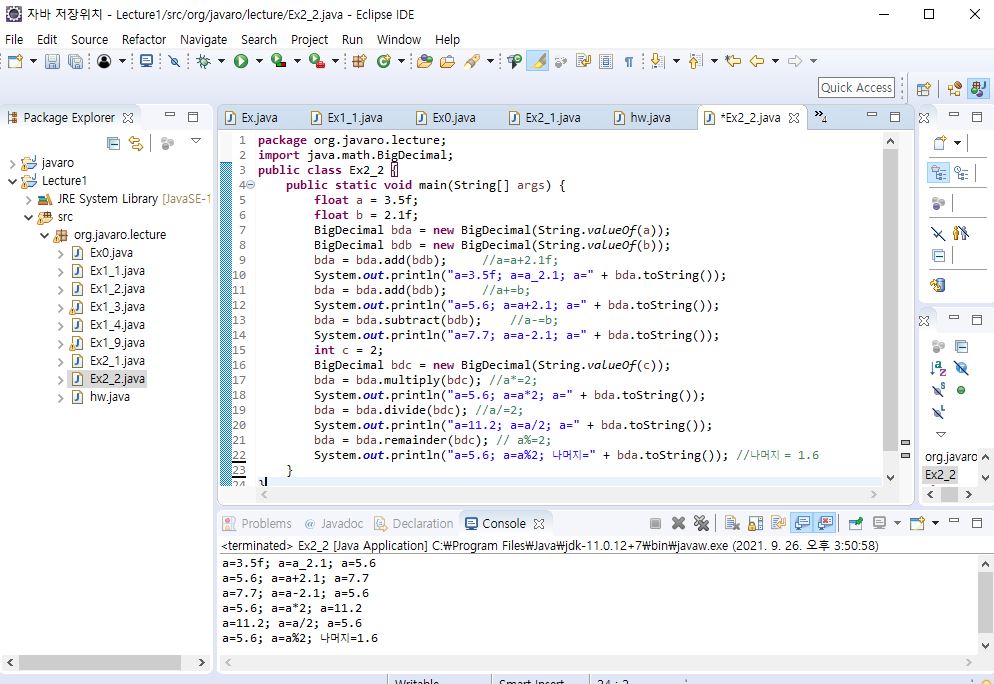 자바 저장위치 - Lecture1/src/org/javaro/lecture/Ex2_2.java - Eclipse IDE
File Edit Source Refactor Navigate Search Project Run Window Help
Quick Access
Package Explorer
javaro
Lecture1
JRE System Library [JavaSE-1
src
org.javaro.lecture
Ex0.java
Ex1_1.java
Ex1_2.java
Ex1_3.java
Ex1_4.java
Ex1_9.java
Ex2_1.java
Ex2_2.java
hw.java
Ex.java Ex1_1.java Ex0.java Ex2_1.java hw.java *Ex2_2.java »4
1 package org.javaro.lecture;
2 import java.math.BigDecimal;
3 public class Ex2_2 {
4 public static void main(String[] args) {
5 float a = 3.5f;
6 float b = 2.1f;
7 BigDecimal bda = new BigDecimal(String.valueOf(a));
8 BigDecimal bdb = new BigDecimal(String.valueOf(b));
9 bda = bda.add(bdb); //a=a+2.1f;
10 System.out.println("a=3.5f; a=a_2.1; a=" + bda.toString());
11 bda = bda.add(bdb); //a+=b;
12 System.out.println("a=5.6; a=a+2.1; a=" + bda.toString());
13 bda = bda.subtract(bdb); //a-=b;
14 System.out.println("a=7.7; a=a-2.1; a=" + bda.toString());
15 int c = 2;
16 BigDecimal bdc = new BigDecimal(String.valueOf(c));
17 bda = bda.multiply(bdc); //a*=2;
18 System.out.println("a=5.6; a=a*2; a=" + bda.toString());
19 bda = bda.divide(bdc); //a/=2;
20 System.out.println("a=11.2; a=a/2; a=" + bda.toString());
21 bda = bda.remainder(bdc); // a%=2;
22 System.out.println("a=5.6; a=a%2; 나머지=" + bda.toString()); //나머지 = 1.6
23 }
24 }
org.javaro
Ex2_2
Problems @ Javadoc Declaration Console
<terminated> Ex2_2 [Java Application] C:₩Program Files₩Java₩jdk-11.0.12+7₩bin₩javaw.exe (2021. 9. 26. 오후 3:50:58)
a=3.5f; a=a_2.1; a=5.6
a=5.6; a=a+2.1; a=7.7
a=7.7; a=a-2.1; a=5.6
a=5.6; a=a*2; a=11.2
a=11.2; a=a/2; a=5.6
a=5.6; a=a%2; 나머지=1.6
Writable Smart Insert 24 : 2